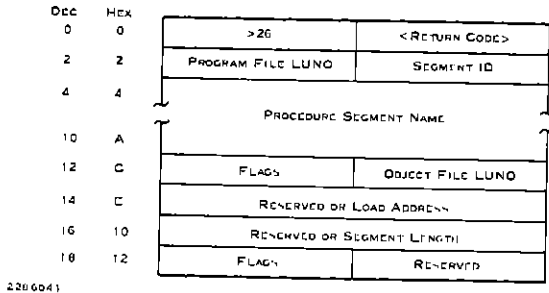 DEC HEX
0 0 >26 <RETURN CODE>
2 2 PROGRAM FILE LUNO SEGMENT ID
4 4
PROCEDURE SEGMENT NAME
10 A
12 C FLAGS OBJECT FILE LUNO
14 E RESERVED OR LOAD ADDRESS
16 10 RESERVED OR SEGMENT LENGTH
18 12 FLAGS RESERVED
2286041